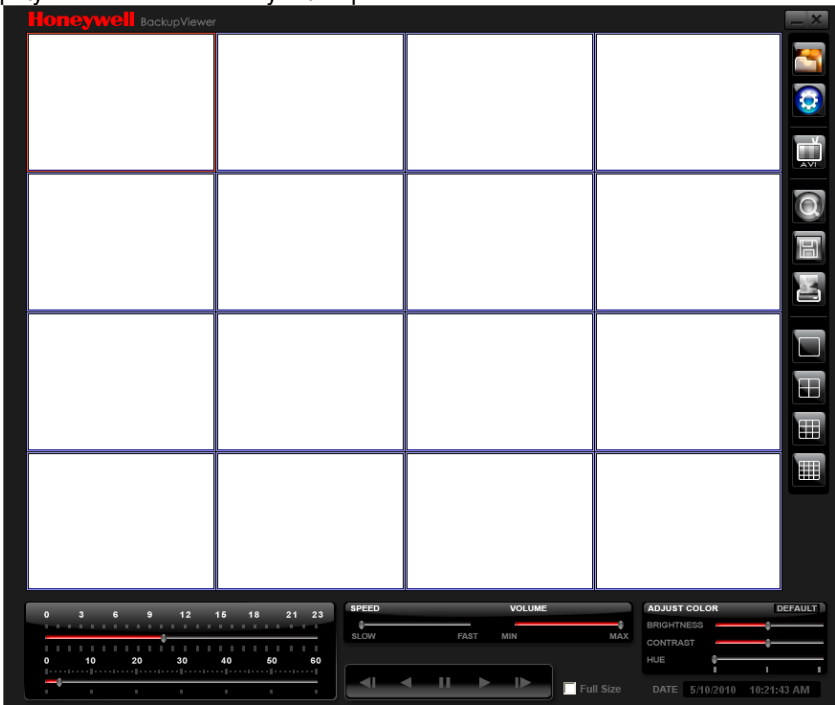 Honeywell BackupViewer
AVI
0 3 6 9 12 15 18 21 23
0 10 20 30 40 50 60
SPEED VOLUME
SLOW FAST MIN MAX
Full Size
ADJUST COLOR DEFAULT
BRIGHTNESS
CONTRAST
HUE
DATE 5/10/2010 10:21:43 AM